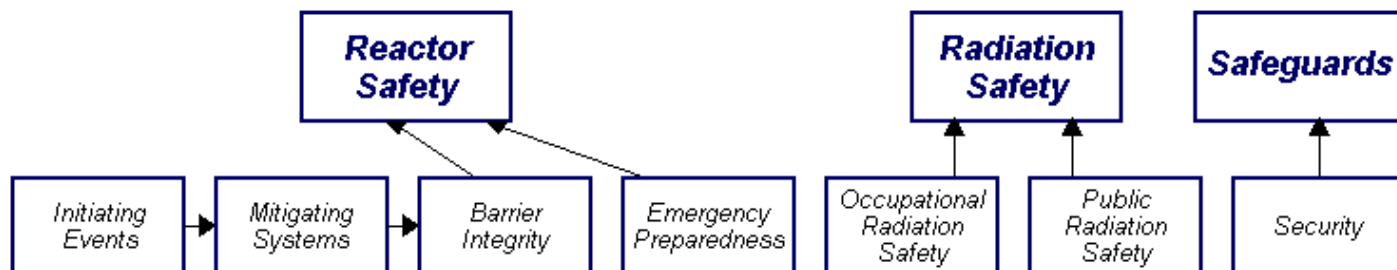 Reactor
Safety
Radiation
Safety
Safeguards
Initiating
Events
Mitigating
Systems
Barrier
Integrity
Emergency
Preparedness
Occupational
Radiation
Safety
Public
Radiation
Safety
Security